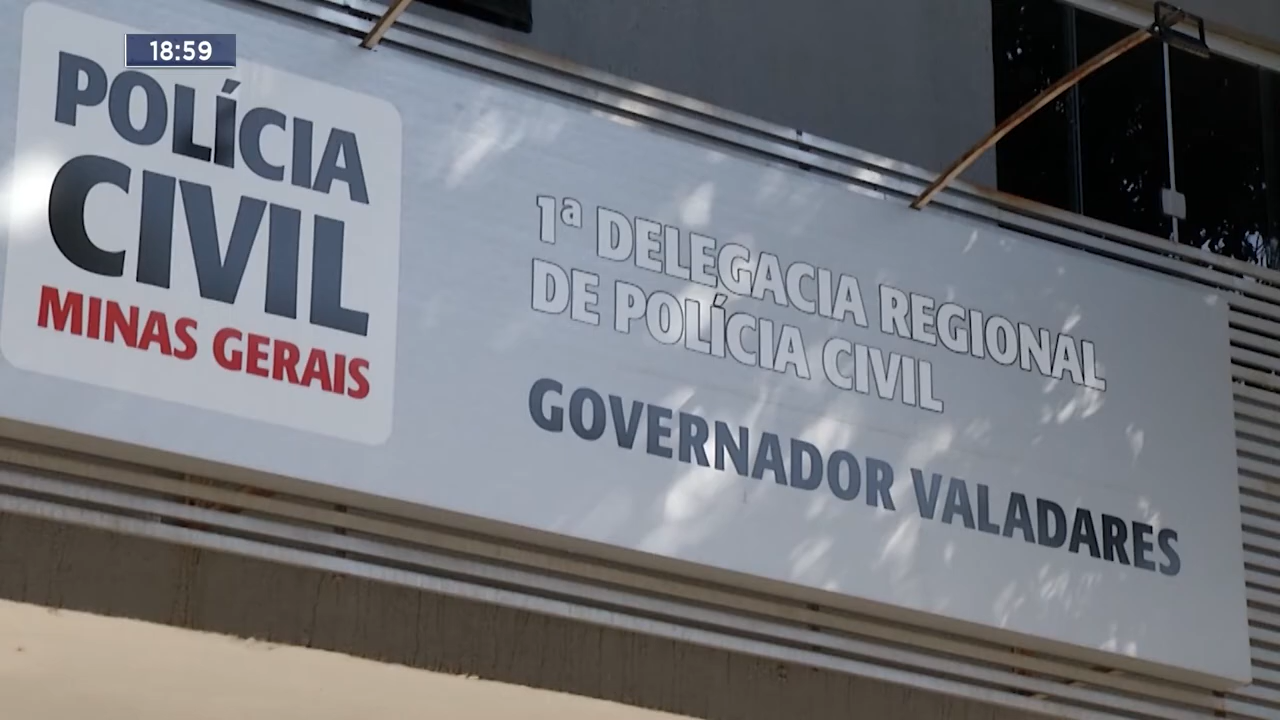 18:59
POLÍCIA
CIVIL
MINAS GERAIS
1ª DELEGACIA REGIONAL
DE POLÍCIA CIVIL
GOVERNADOR VALADARES